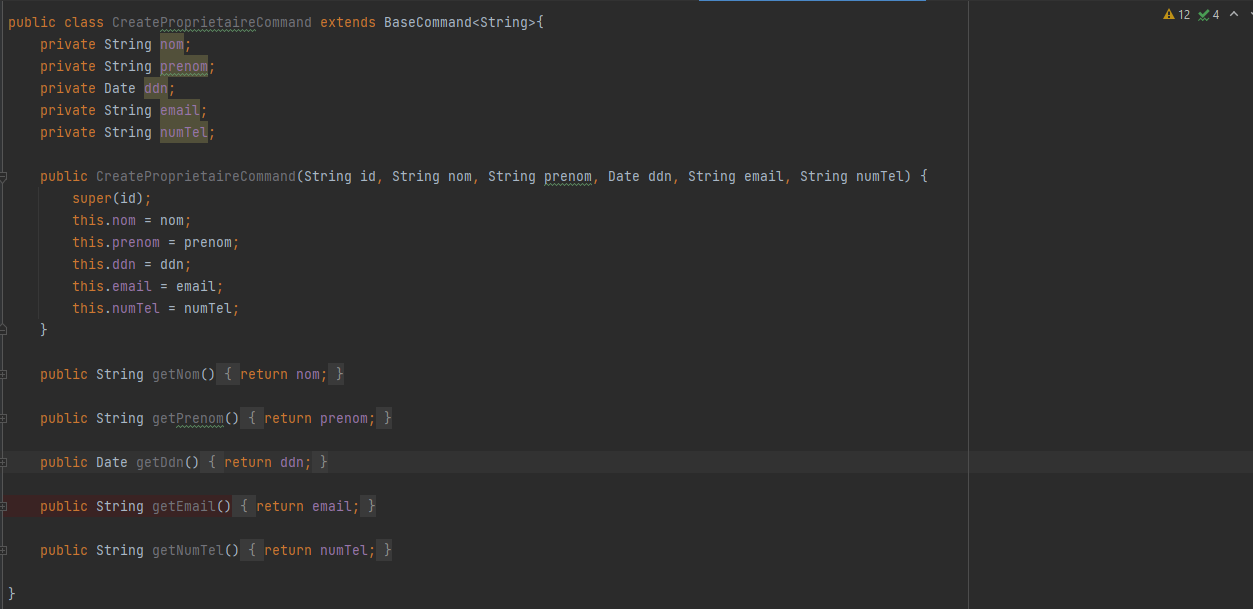 public class CreateProprietaireCommand extends BaseCommand<String>{
12 4
    private String nom;
    private String prenom;
    private Date ddn;
    private String email;
    private String numTel;
    public CreateProprietaireCommand(String id, String nom, String prenom, Date ddn, String email, String numTel) {
        super(id);
        this.nom = nom;
        this.prenom = prenom;
        this.ddn = ddn;
        this.email = email;
        this.numTel = numTel;
    }
    public String getNom() { return nom; }
    public String getPrenom() { return prenom; }
    public Date getDdn() { return ddn; }
    public String getEmail() { return email; }
    public String getNumTel() { return numTel; }
}